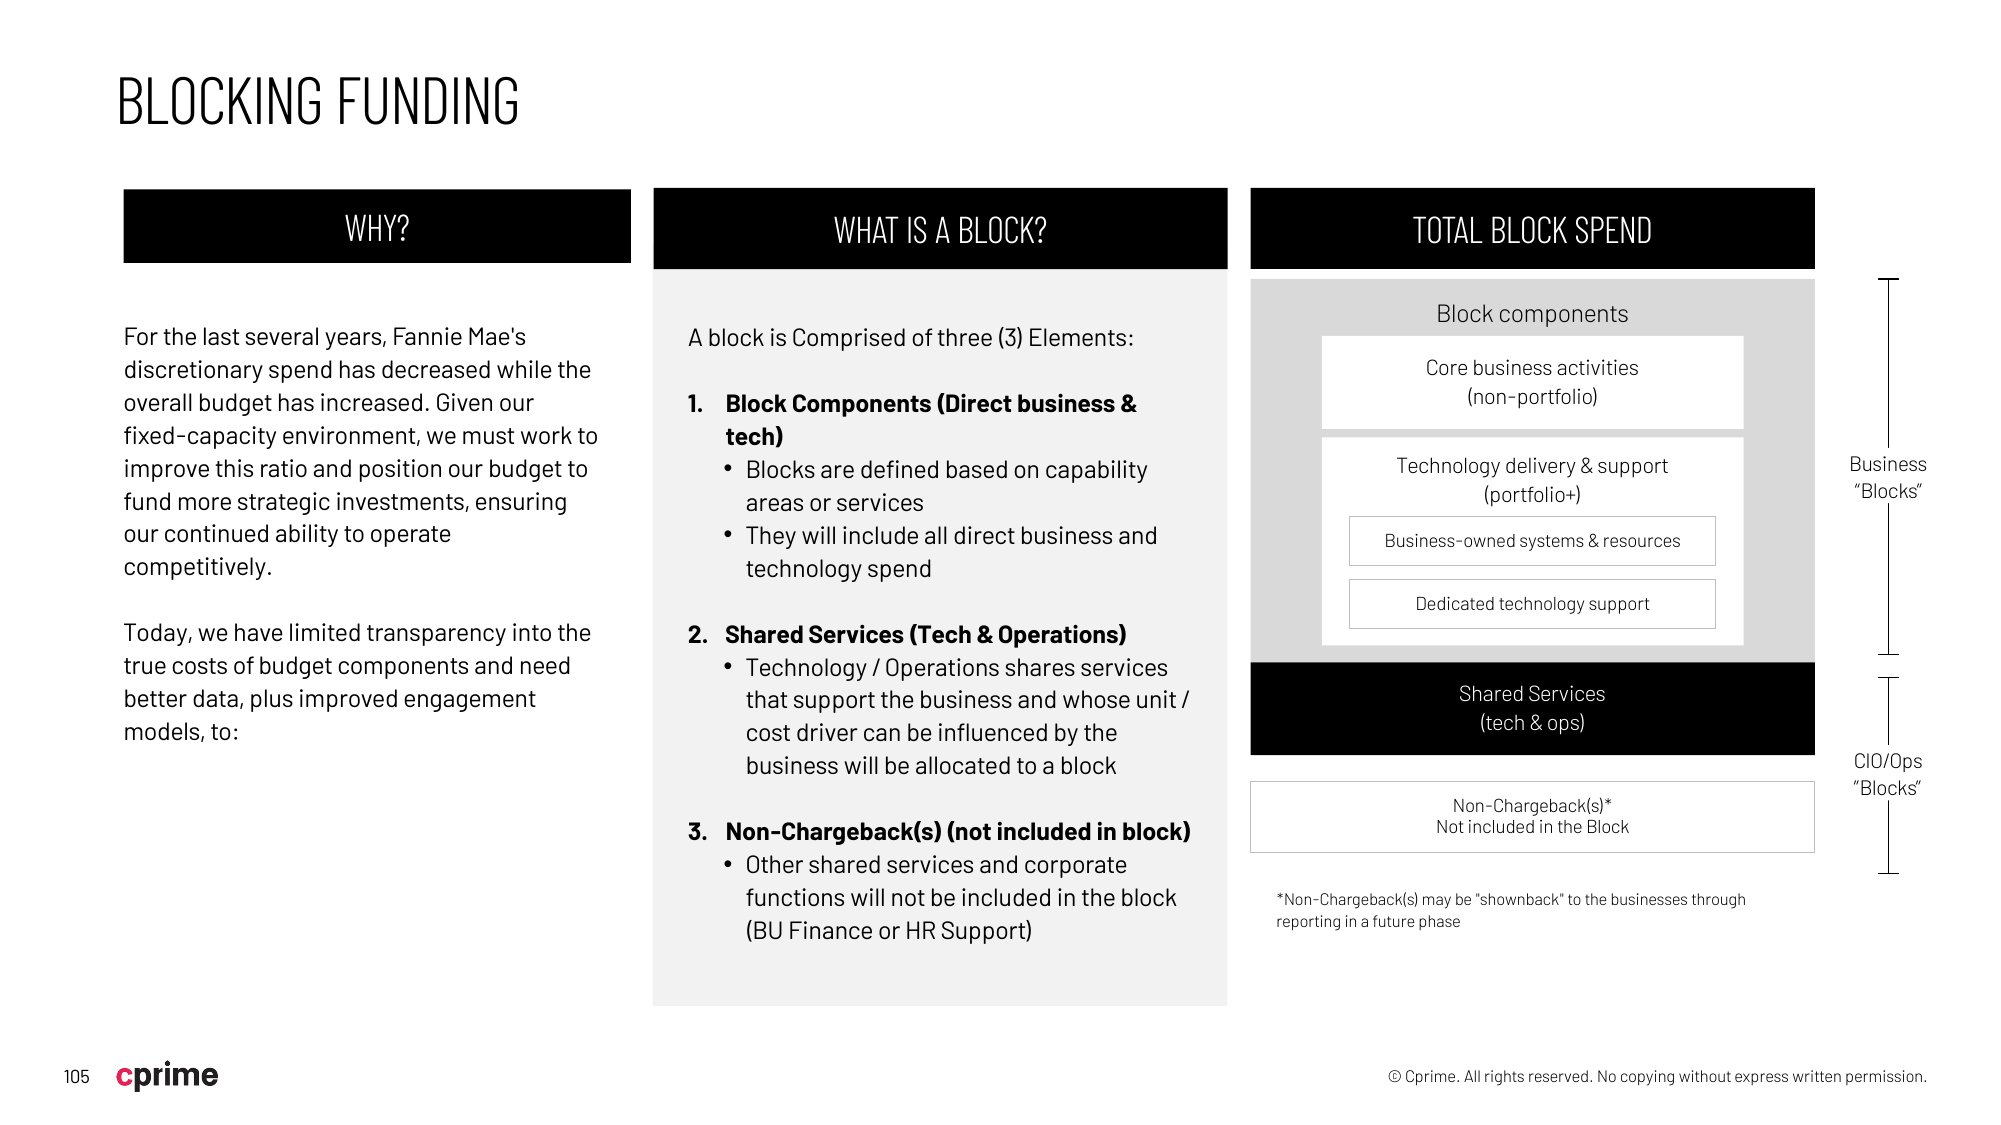 BLOCKING FUNDING
WHY?
For the last several years, Fannie Mae's
discretionary spend has decreased while the
overall budget has increased. Given our
fixed-capacity environment, we must work to
improve this ratio and position our budget to
fund more strategic investments, ensuring
our continued ability to operate
competitively.
Today, we have limited transparency into the
true costs of budget components and need
better data, plus improved engagement
models, to:
WHAT IS A BLOCK?
A block is Comprised of three (3) Elements:
1. Block Components (Direct business &
tech)
• Blocks are defined based on capability
areas or services
• They will include all direct business and
technology spend
2. Shared Services (Tech & Operations)
• Technology / Operations shares services
that support the business and whose unit /
cost driver can be influenced by the
business will be allocated to a block
3. Non-Chargeback(s) (not included in block)
• Other shared services and corporate
functions will not be included in the block
(BU Finance or HR Support)
TOTAL BLOCK SPEND
Block components
Core business activities
(non-portfolio)
Technology delivery & support
(portfolio+)
Business-owned systems & resources
Dedicated technology support
Shared Services
(tech & ops)
Non-Chargeback(s)*
Not included in the Block
*Non-Chargeback(s) may be "shownback" to the businesses through
reporting in a future phase
Business
“Blocks”
CIO/Ops
”Blocks”
105
cprime
© Cprime. All rights reserved. No copying without express written permission.